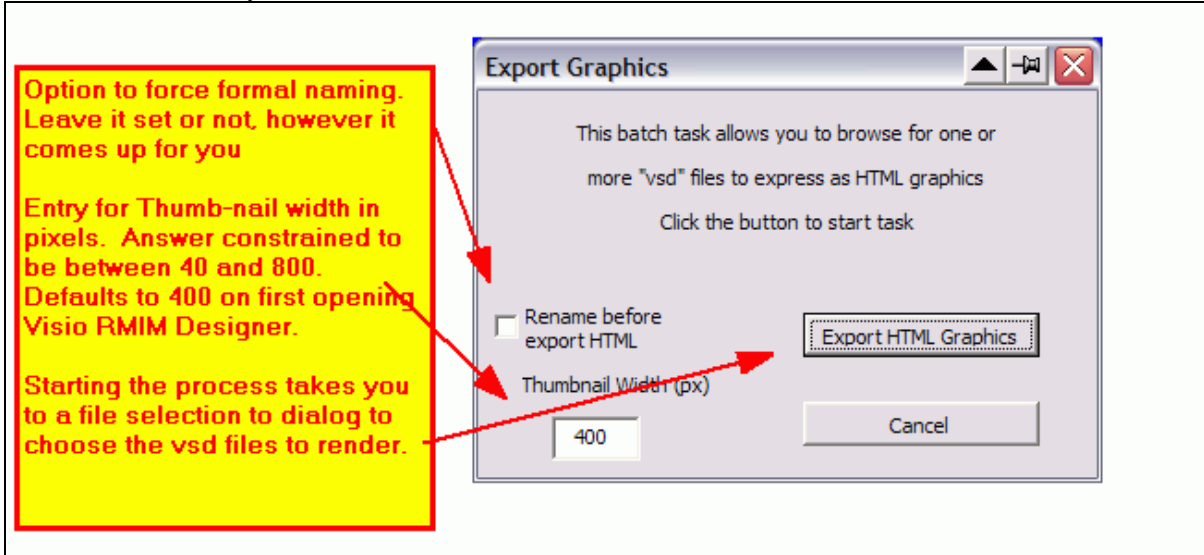 Option to force formal naming.
Leave it set or not, however it
comes up for you
Entry for Thumb-nail width in
pixels.  Answer constrained to
be between 40 and 800.
Defaults to 400 on first opening
Visio RMIM Designer.
Starting the process takes you
to a file selection to dialog to
choose the vsd files to render.
Export Graphics
This batch task allows you to browse for one or
more "vsd" files to express as HTML graphics
Click the button to start task
Rename before
export HTML
Export HTML Graphics
Thumbnail Width (px)
400
Cancel